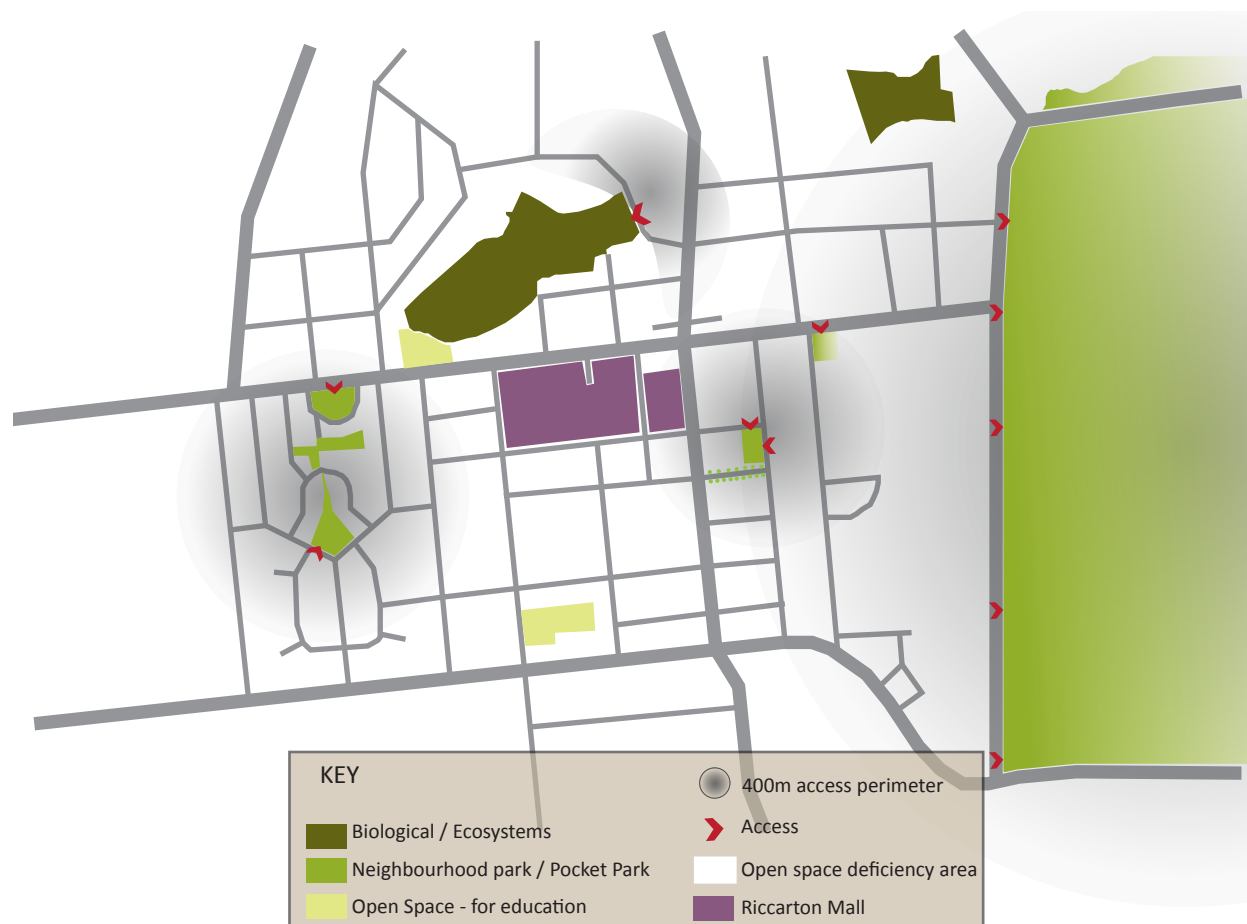 KEY
Biological / Ecosystems
Neighbourhood park / Pocket Park
Open Space - for education
400m access perimeter
Access
Open space deficiency area
Riccarton Mall